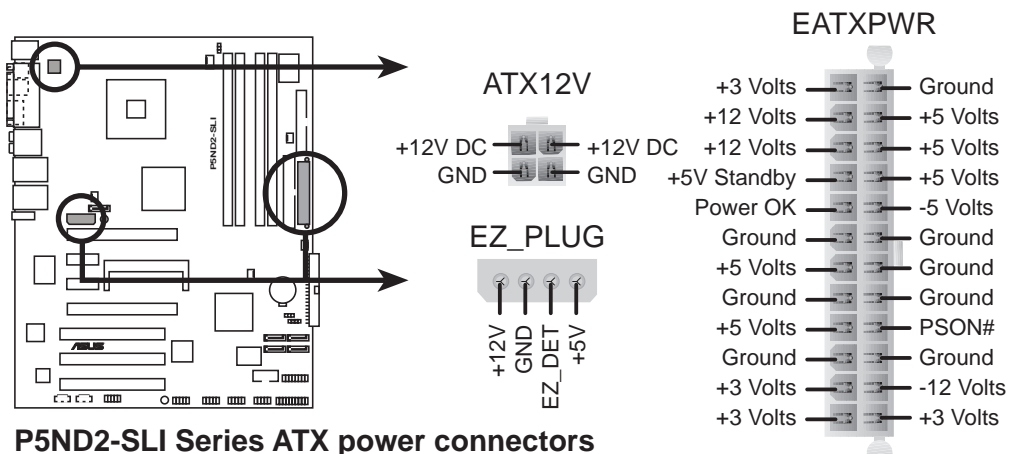 EATXPWR
+3 Volts Ground
+12 Volts +5 Volts
+12 Volts +5 Volts
+5V Standby +5 Volts
Power OK -5 Volts
Ground Ground
+5 Volts Ground
Ground Ground
+5 Volts PSON#
Ground Ground
+3 Volts -12 Volts
+3 Volts +3 Volts
ATX12V
+12V DC +12V DC
GND GND
EZ_PLUG
+12V
GND
EZ_DET
+5V
P5ND2-SLI
ASUS
P5ND2-SLI Series ATX power connectors